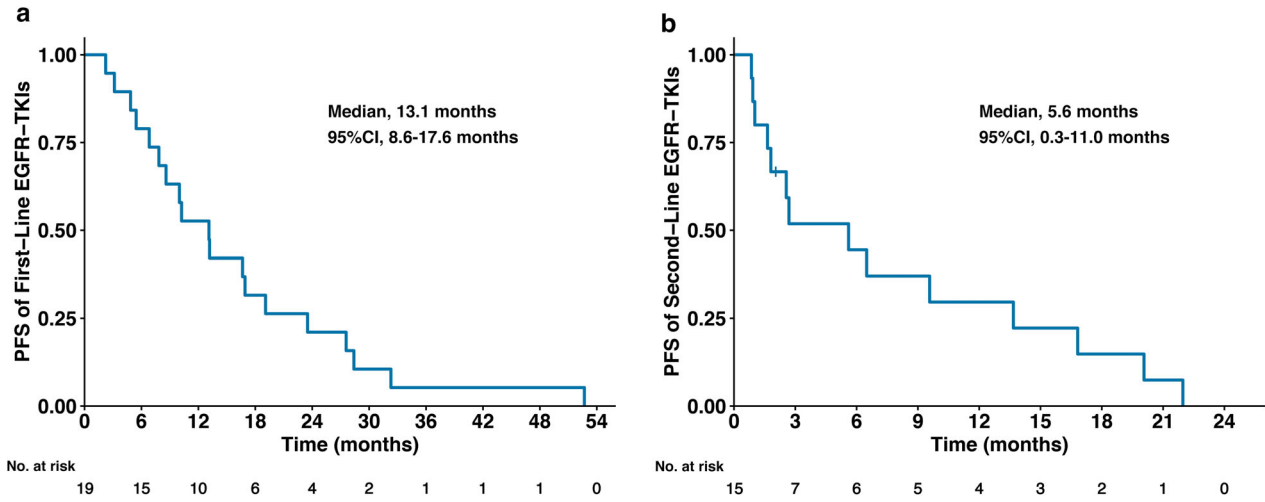 a
PFS of First−Line EGFR−TKIs
1.00
0.75
0.50
0.25
0.00
Median, 13.1 months
95%CI, 8.6-17.6 months
0 6 12 18 24 30 36 42 48 54
Time (months)
No. at risk
19 15 10 6 4 2 1 1 1 0
b
PFS of Second−Line EGFR−TKIs
1.00
0.75
0.50
0.25
0.00
Median, 5.6 months
95%CI, 0.3-11.0 months
0 3 6 9 12 15 18 21 24
Time (months)
No. at risk
15 7 6 5 4 3 2 1 0